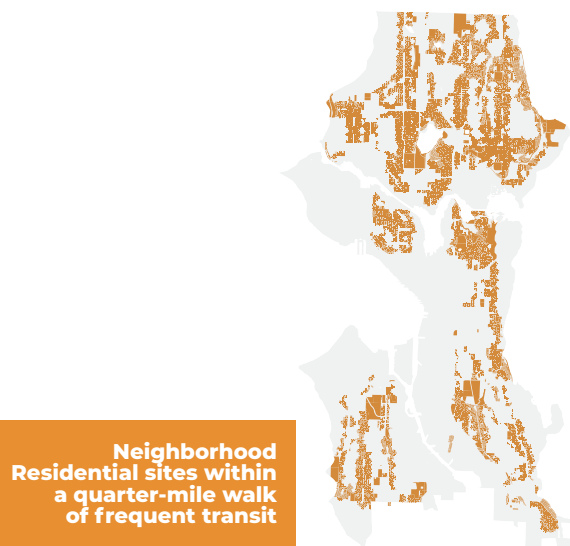 Neighborhood
Residential sites within
a quarter-mile walk
of frequent transit